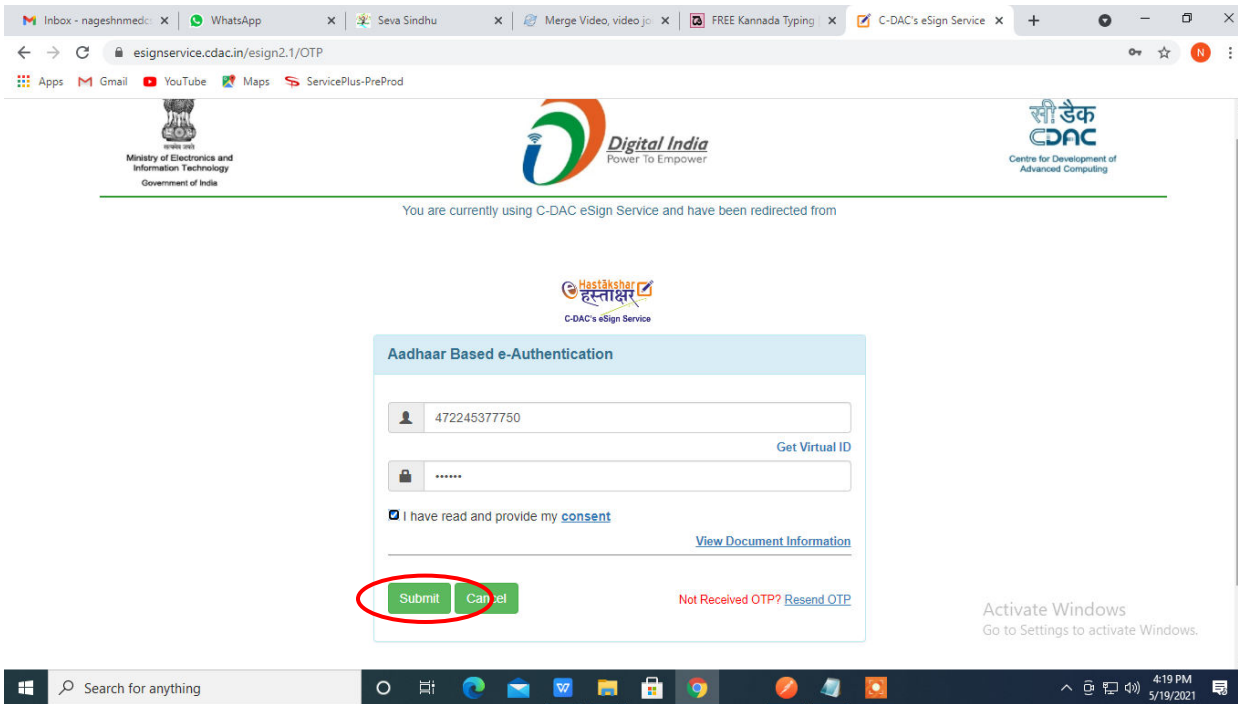 Inbox - nageshnmedc
WhatsApp
Seva Sindhu
Merge Video, video jo
FREE Kannada Typing
C-DAC's eSign Service
esignservice.cdac.in/esign2.1/OTP
N
Apps
Gmail
YouTube
Maps
ServicePlus-PreProd
सत्यमेव जयते
Ministry of Electronics and
Information Technology
Government of India
Digital India
Power To Empower
सी डैक
CDAC
Centre for Development of
Advanced Computing
You are currently using C-DAC eSign Service and have been redirected from
e Hastākshar
हस्ताक्षर
C-DAC's eSign Service
Aadhaar Based e-Authentication
472245377750
Get Virtual ID
••••••
I have read and provide my consent
View Document Information
Submit
Cancel
Not Received OTP? Resend OTP
Activate Windows
Go to Settings to activate Windows.
Search for anything
W
4:19 PM
5/19/2021